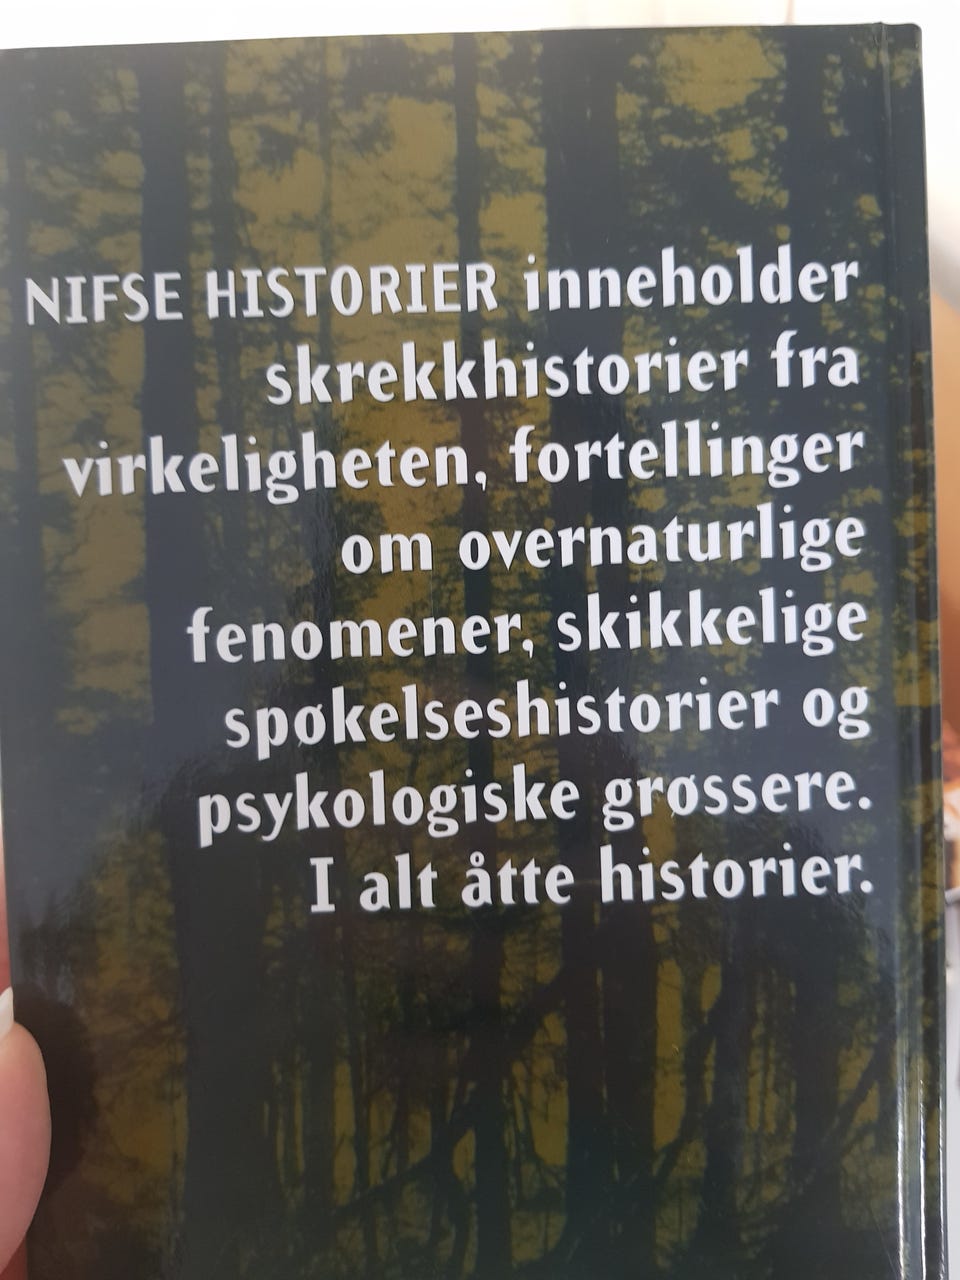 NIFSE HISTORIER inneholder
skrekkhistorier fra
virkeligheten, fortellinger
om overnaturlige
fenomener, skikkelige
spøkelseshistorier og
psykologiske grøssere.
I alt åtte historier.